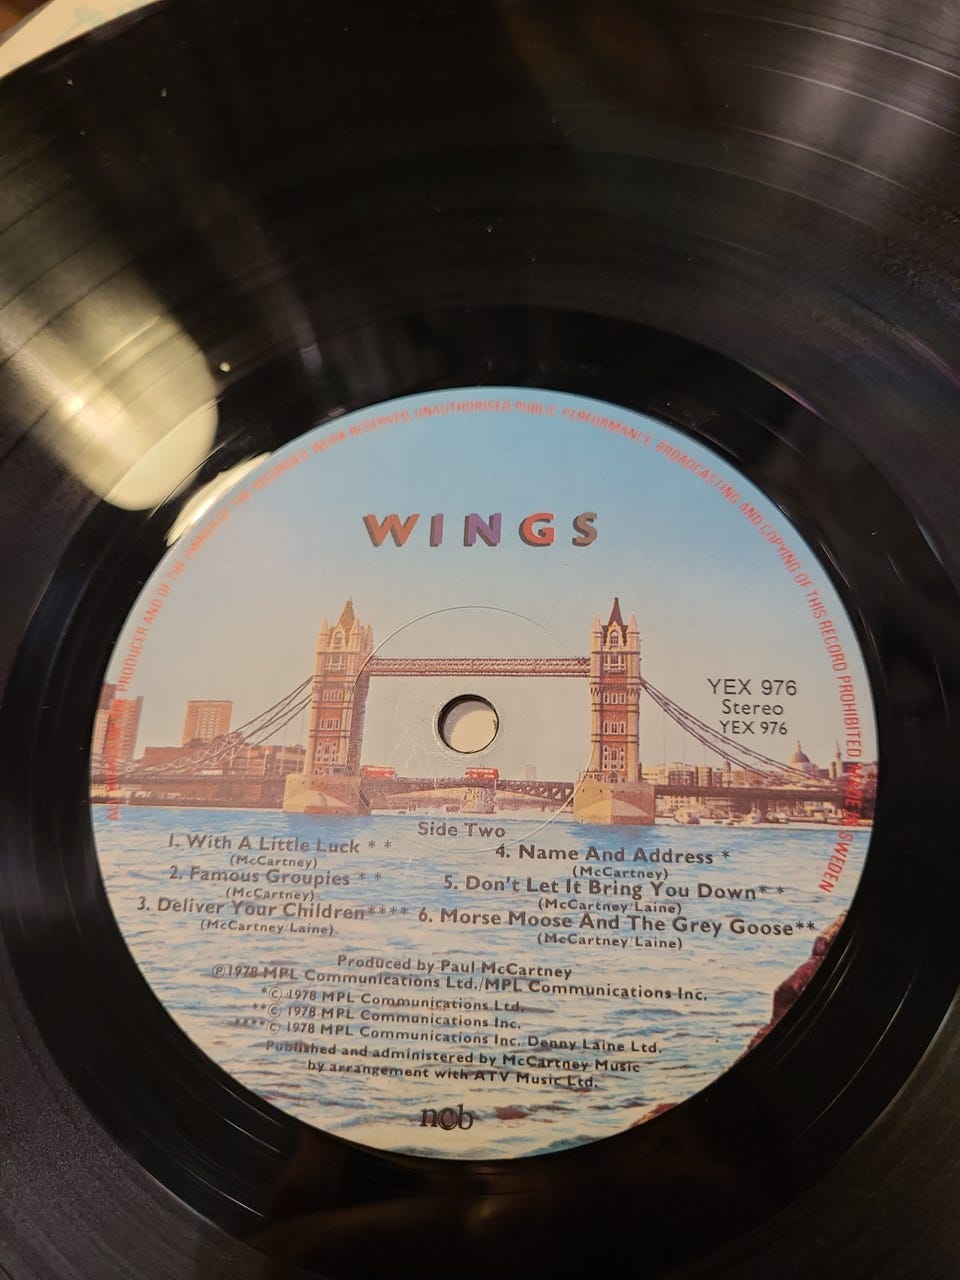 ALL RIGHTS OF THE PRODUCER AND OF THE OWNER OF THE RECORDED WORK RESERVED UNAUTHORISED PUBLIC PERFORMANCE, BROADCASTING AND COPYING OF THIS RECORD PROHIBITED MADE IN SWEDEN
WINGS
YEX 976
Stereo
YEX 976
Side Two
1. With A Little Luck * *
(McCartney)
2. Famous Groupies * *
(McCartney)
3. Deliver Your Children****
(McCartney/Laine)
4. Name And Address *
(McCartney)
5. Don't Let It Bring You Down* *
(McCartney/Laine)
6. Morse Moose And The Grey Goose**
(McCartney/Laine)
Produced by Paul McCartney
℗1978 MPL Communications Ltd./MPL Communications Inc.
*© 1978 MPL Communications Ltd.
**© 1978 MPL Communications Inc.
****© 1978 MPL Communications Inc. Denny Laine Ltd.
Published and administered by McCartney Music
by arrangement with ATV Music Ltd.
ncb